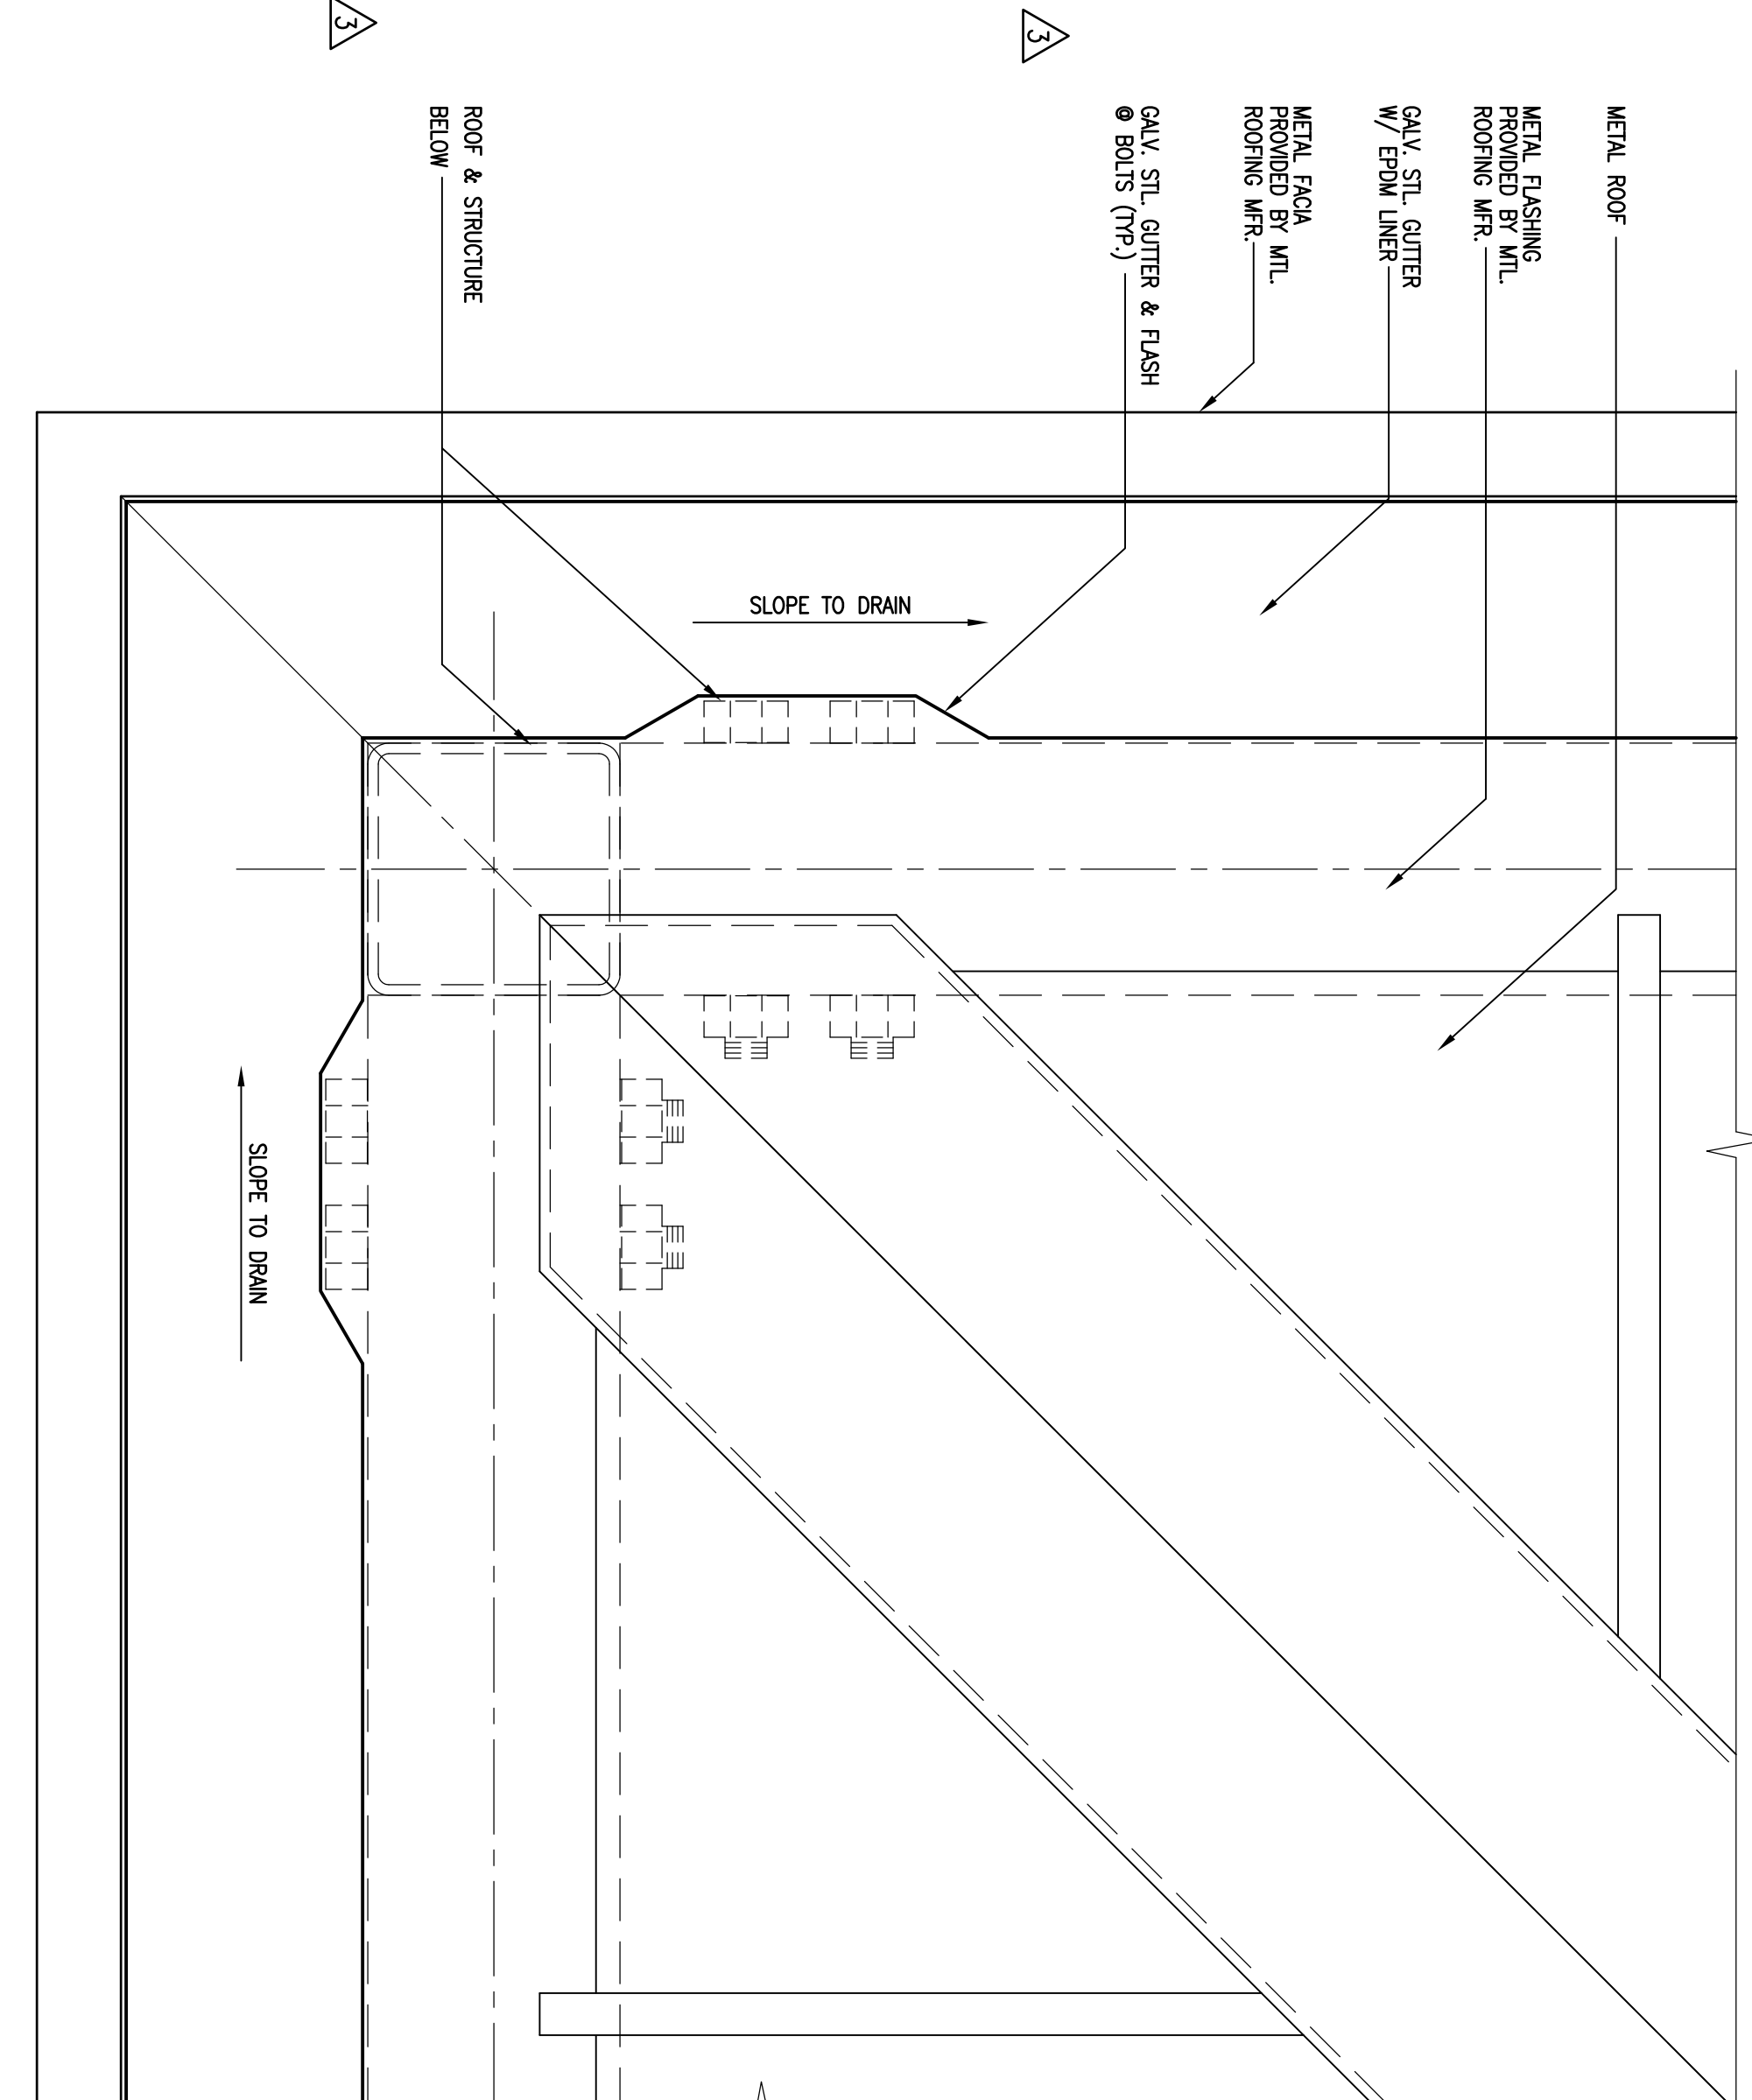 METAL ROOF
METAL FLASHING
PROVIDED BY MTL.
ROOFING MFR.
GALV. STL. GUTTER
W/ EPDM LINER
METAL FACIA
PROVIDED BY MTL.
ROOFING MFR.
GALV. STL. GUTTER & FLASH
@ BOLTS (TYP.)
3
ROOF & STRUCTURE
BELOW
3
SLOPE TO DRAIN
SLOPE TO DRAIN